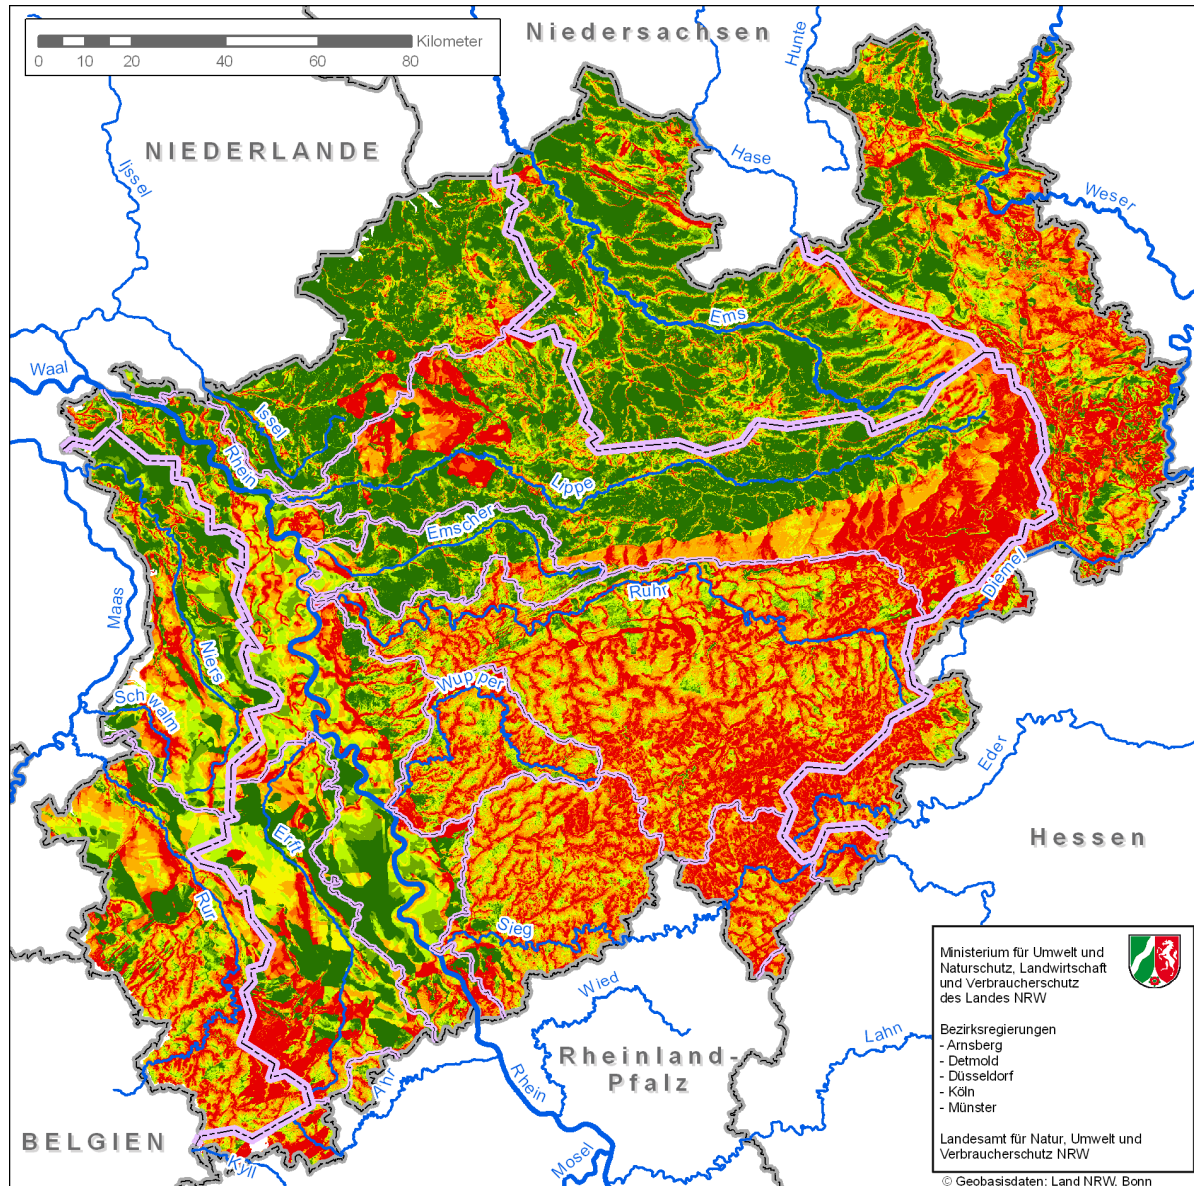 Kilometer
0 10 20 40 60 80
Niedersachsen
Hunte
NIEDERLANDE
Ijssel
Hase
Weser
Ems
Waal
Issel
Rhein
Lippe
Emscher
Maas
Ruhr
Diemel
Niers
Wupper
Schwalm
Eder
Erft
Hessen
Rur
Sieg
Wied
Lahn
Rheinland-
Pfalz
Rhein
Ahr
BELGIEN
Kyll
Mosel
Ministerium für Umwelt und
Naturschutz, Landwirtschaft
und Verbraucherschutz
des Landes NRW
Bezirksregierungen
- Arnsberg
- Detmold
- Düsseldorf
- Köln
- Münster
Landesamt für Natur, Umwelt und
Verbraucherschutz NRW
© Geobasisdaten: Land NRW, Bonn